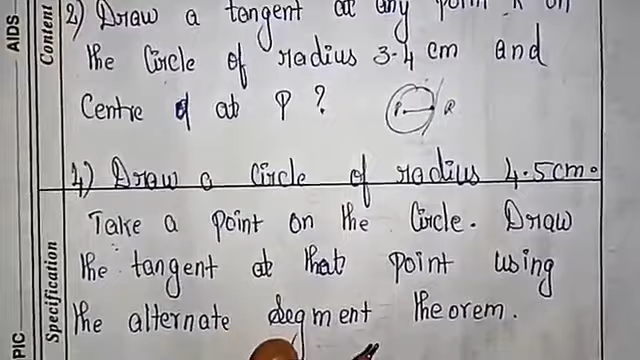 AIDS
Content
2) Draw a tangent at any point R on
the Circle of radius 3.4 cm and
Centre at P ?
P R
4) Draw a Circle of radius 4.5cm.
Take a point on the Circle. Draw
the tangent at that point using
the alternate segment theorem.
Specification
PIC